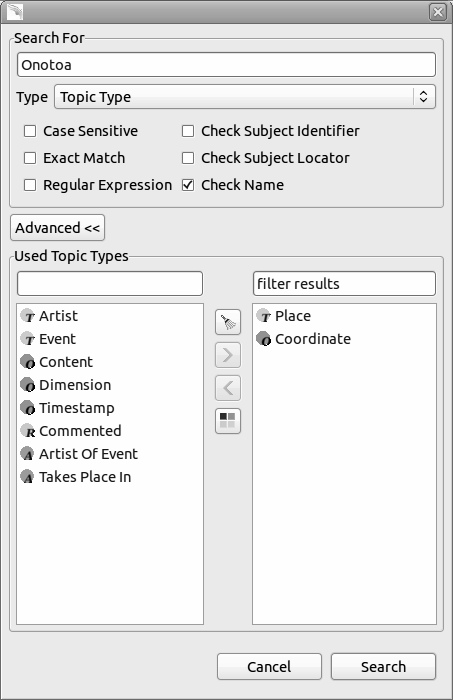 Search For
Onotoa
Type Topic Type
Case Sensitive Check Subject Identifier
Exact Match Check Subject Locator
Regular Expression Check Name
Advanced <<
Used Topic Types
filter results
T Artist
T Event
O Content
O Dimension
O Timestamp
R Commented
A Artist Of Event
A Takes Place In
T Place
O Coordinate
Cancel Search